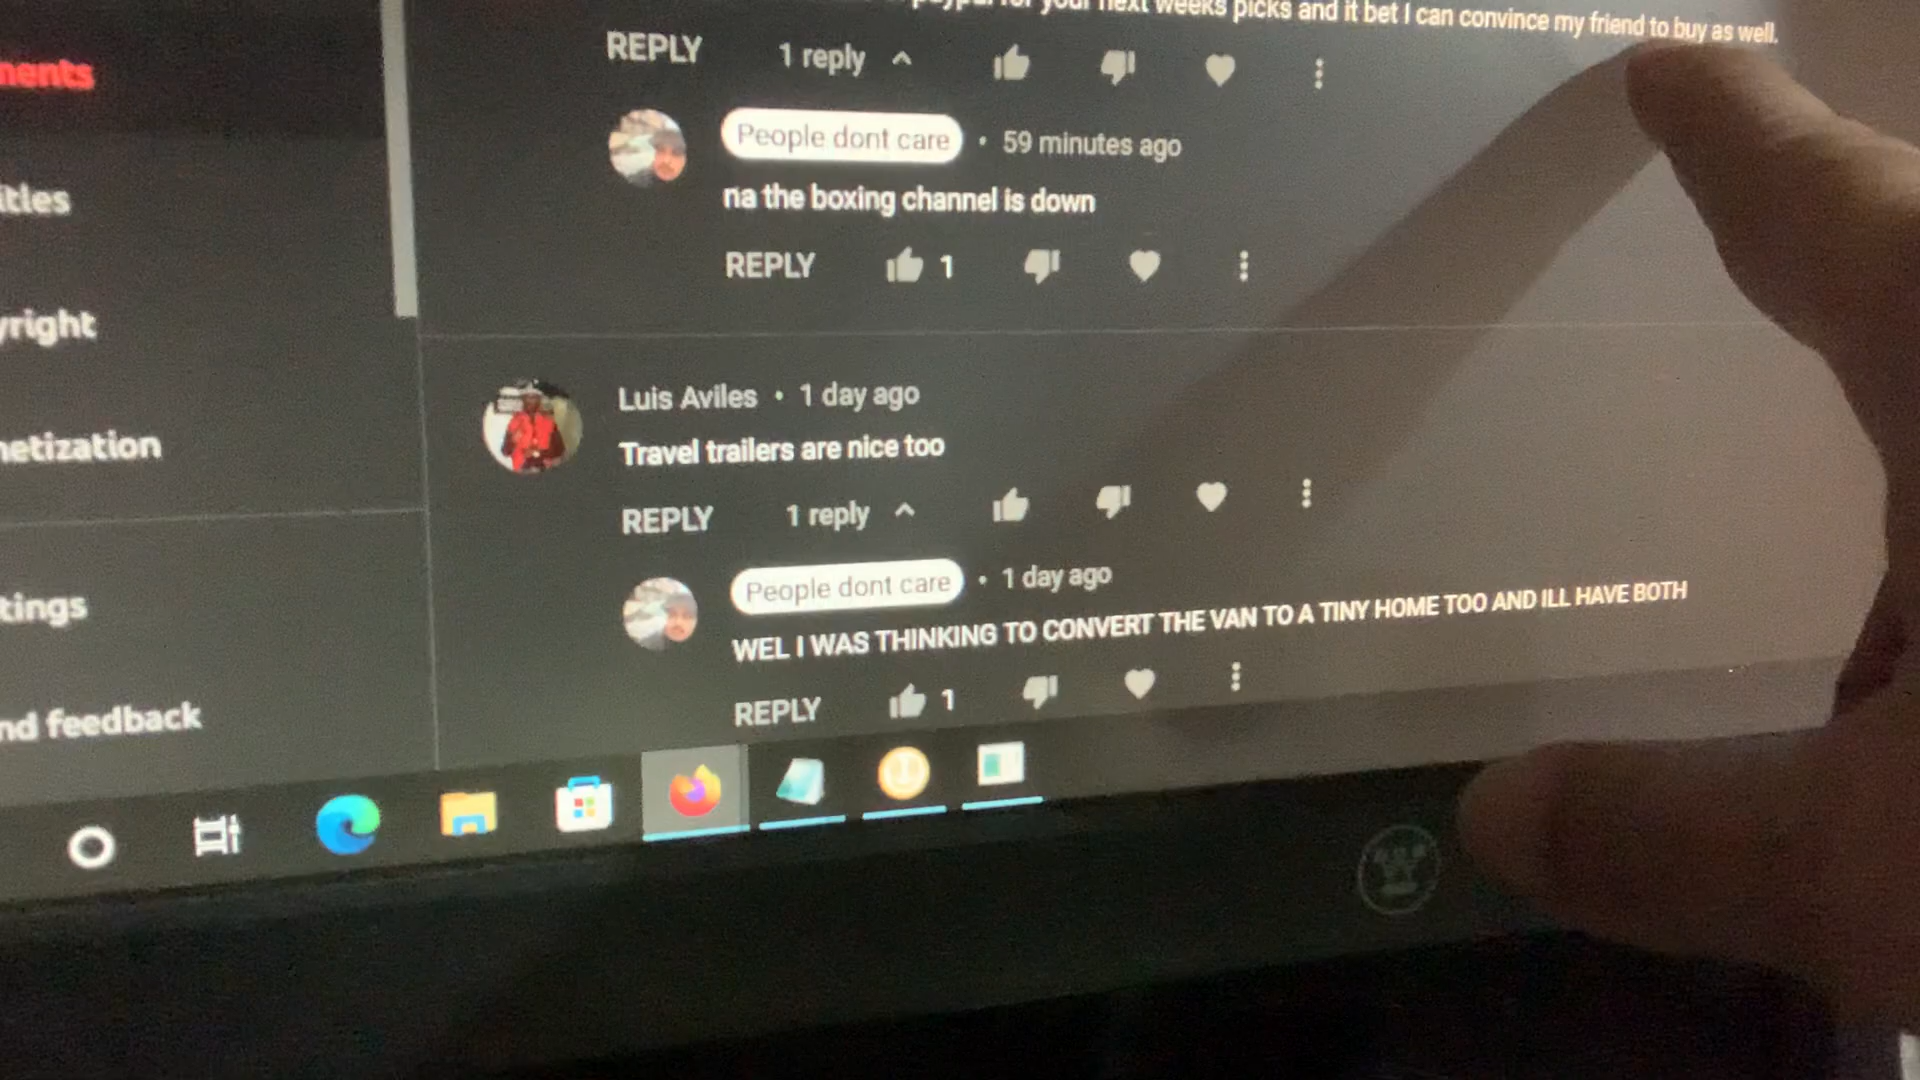 for your next weeks picks and it bet I can convince my friend to buy as well.
REPLY 1 reply
People dont care • 59 minutes ago
na the boxing channel is down
REPLY 1
Luis Aviles • 1 day ago
Travel trailers are nice too
REPLY 1 reply
People dont care • 1 day ago
WEL I WAS THINKING TO CONVERT THE VAN TO A TINY HOME TOO AND ILL HAVE BOTH
REPLY 1
ments
itles
yright
netization
tings
nd feedback